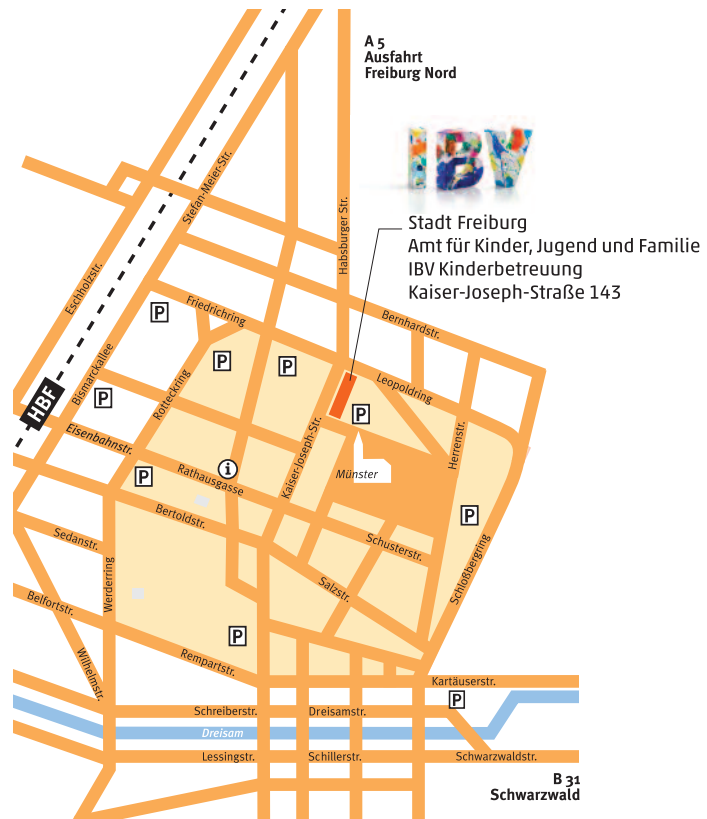 A 5
Ausfahrt
Freiburg Nord
IBV
Stadt Freiburg
Amt für Kinder, Jugend und Familie
IBV Kinderbetreuung
Kaiser-Joseph-Straße 143
Stefan-Meier-Str.
Habsburger Str.
Eschholzstr.
Friedrichring
Bernhardstr.
P
P
P
P
Bismarckallee
Rotteckring
Leopoldring
HBF
P
P
Eisenbahnstr.
Kaiser-Joseph-Str.
Herrenstr.
i
Rathausgasse
Münster
P
Bertoldstr.
P
Sedanstr.
Schusterstr.
Werderring
Salzstr.
Schloßbergring
Belfortstr.
P
Wilhelmstr.
Rempartstr.
Kartäuserstr.
P
Schreiberstr.
Dreisamstr.
Dreisam
Lessingstr.
Schillerstr.
Schwarzwaldstr.
B 31
Schwarzwald